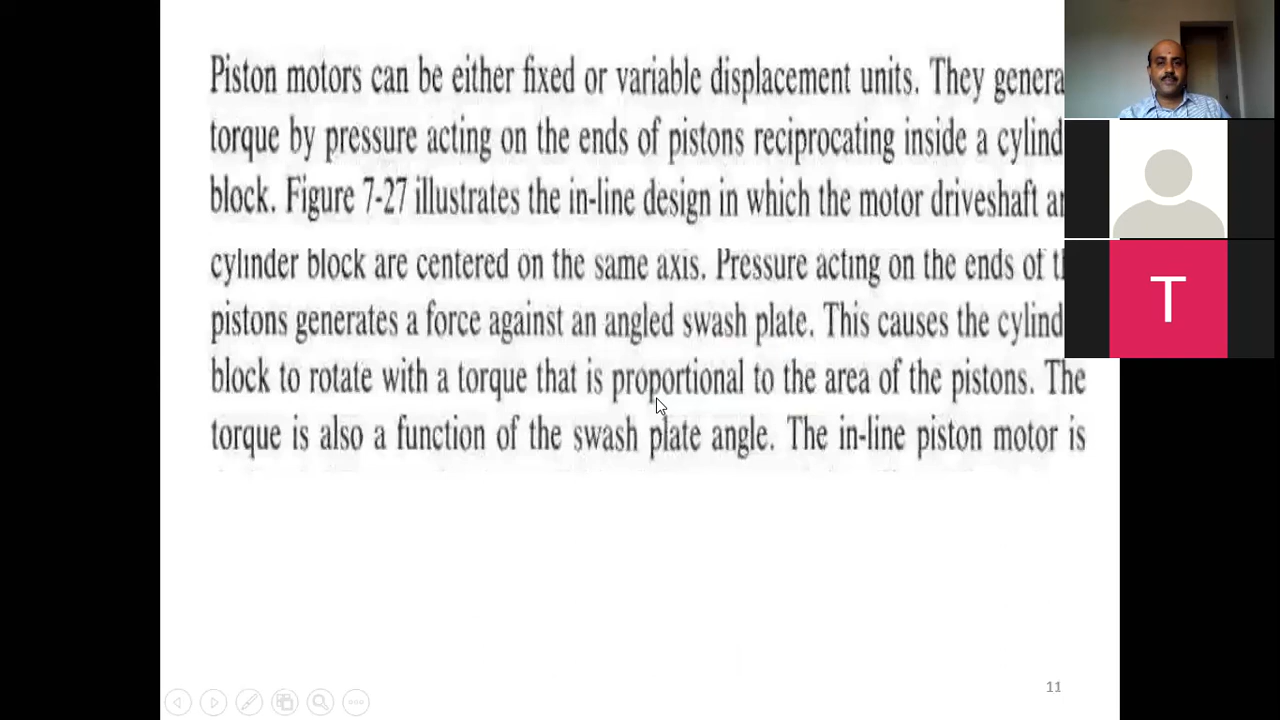 Piston motors can be either fixed or variable displacement units. They genera
torque by pressure acting on the ends of pistons reciprocating inside a cylind
block. Figure 7-27 illustrates the in-line design in which the motor driveshaft a
cylinder block are centered on the same axis. Pressure acting on the ends of t
pistons generates a force against an angled swash plate. This causes the cylind
block to rotate with a torque that is proportional to the area of the pistons. The
torque is also a function of the swash plate angle. The in-line piston motor is
T
11